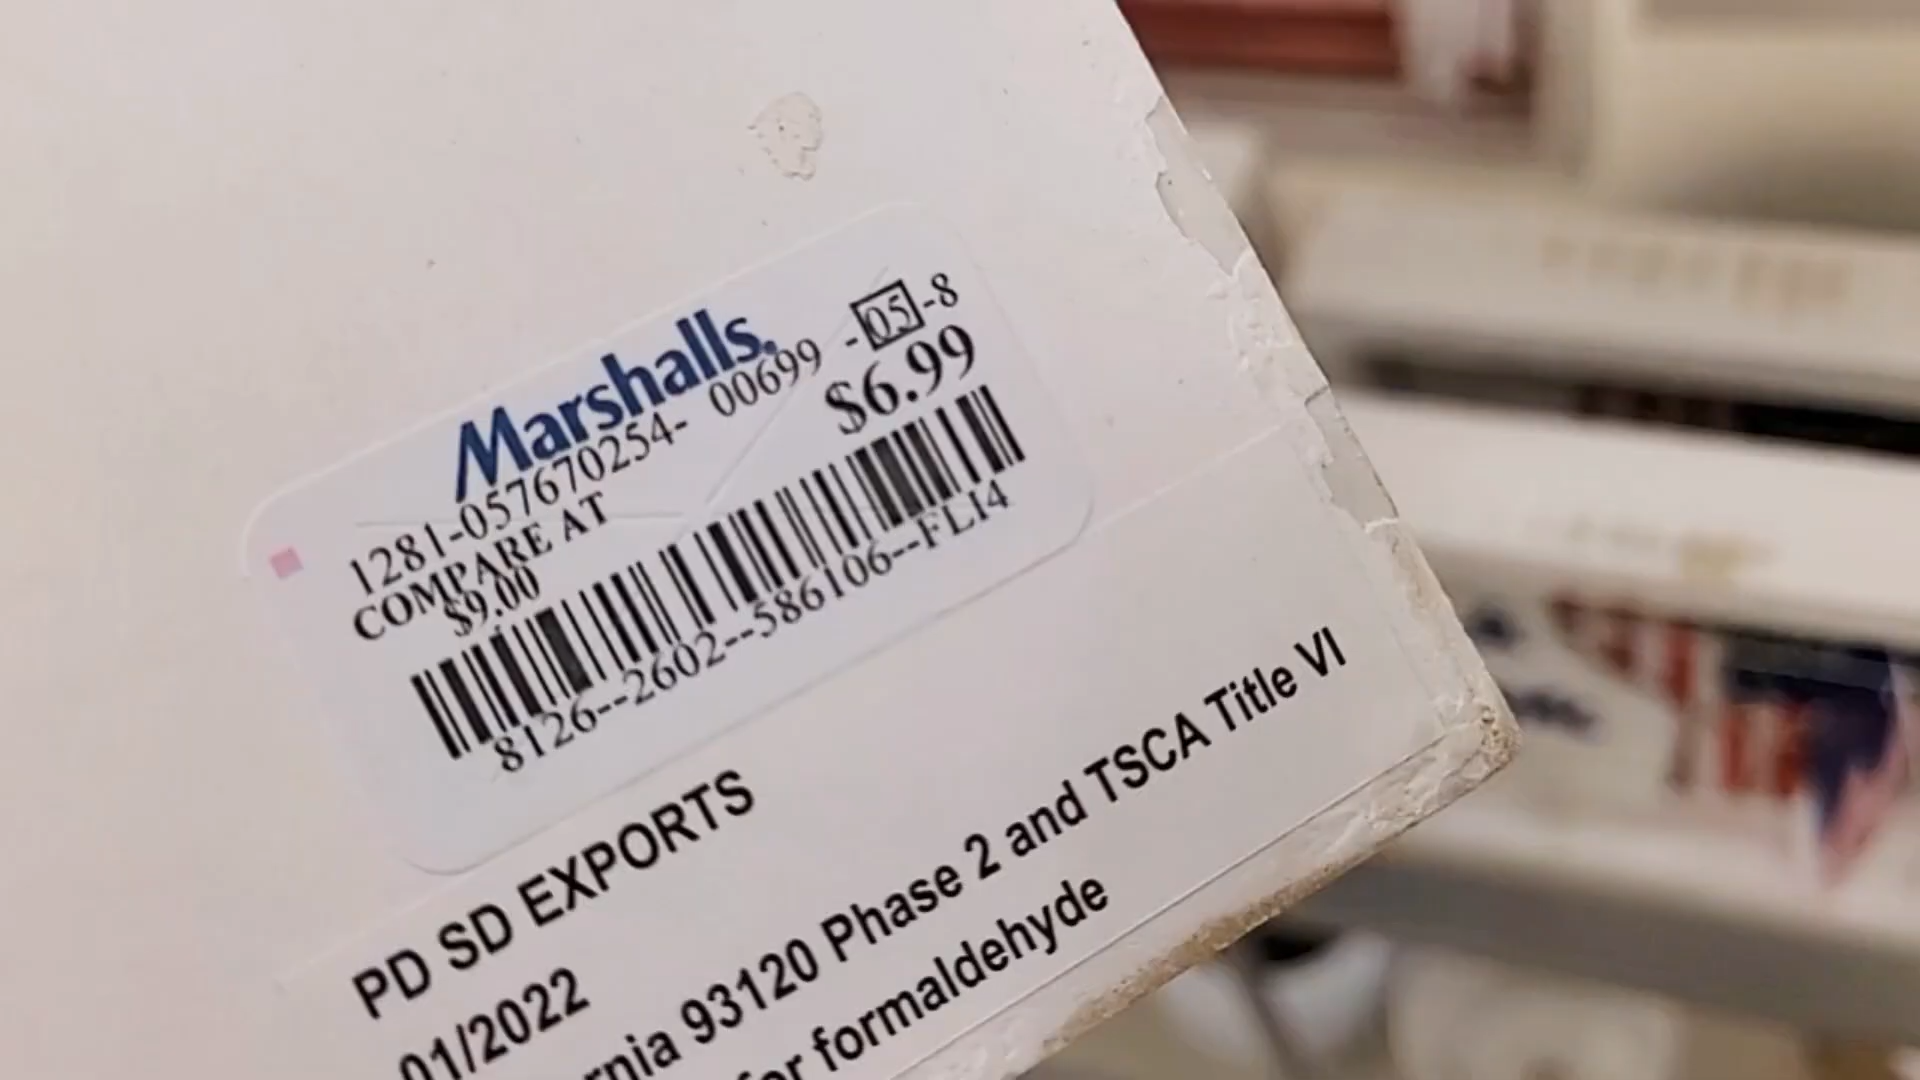 Marshalls.
1281-057670254- 00699 -05-8
COMPARE AT $6.99
$9.00
8126--2602--586106--FLI4
PD SD EXPORTS
01/2022
rnia 93120 Phase 2 and TSCA Title VI
for formaldehyde